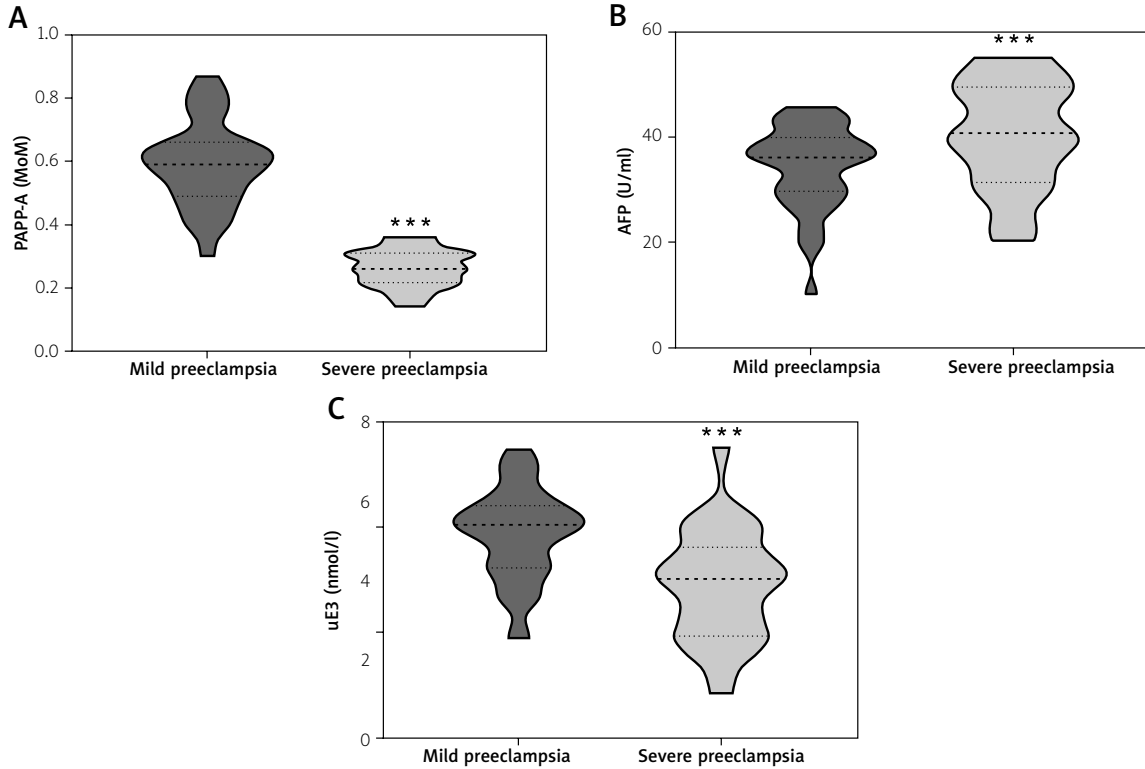 A
PAPP-A (MoM)
1.0
0.8
0.6
0.4
0.2
0.0
***
Mild preeclampsia
Severe preeclampsia
B
AFP (U/ml)
60
40
20
0
***
Mild preeclampsia
Severe preeclampsia
C
uE3 (nmol/l)
8
6
4
2
0
***
Mild preeclampsia
Severe preeclampsia